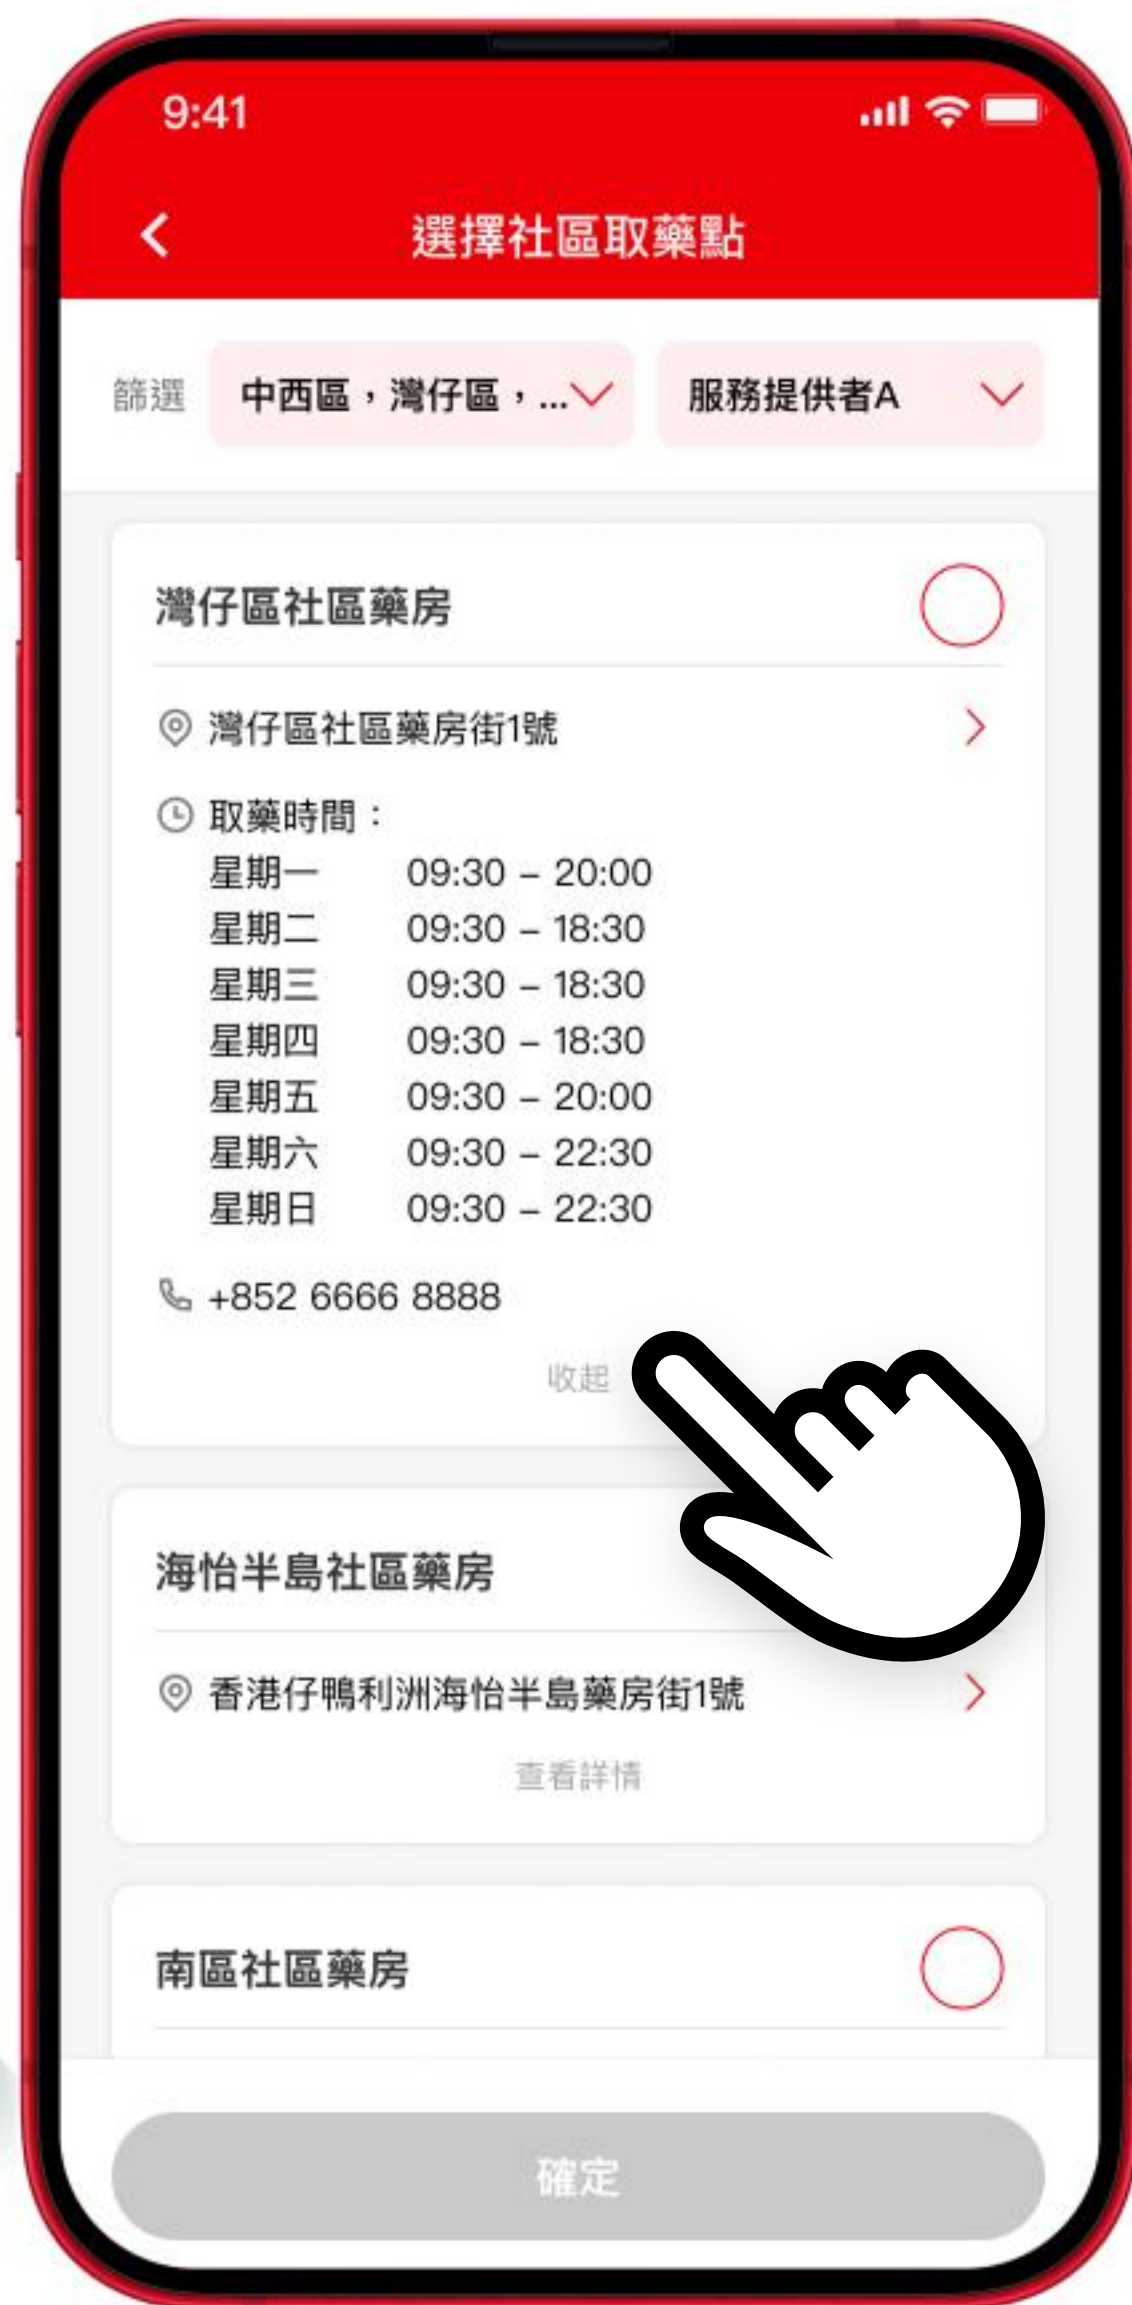 9:41
選擇社區取藥點
篩選 中西區，灣仔區，... 服務提供者A
灣仔區社區藥房
灣仔區社區藥房街1號
取藥時間：
星期一 09:30 – 20:00
星期二 09:30 – 18:30
星期三 09:30 – 18:30
星期四 09:30 – 18:30
星期五 09:30 – 20:00
星期六 09:30 – 22:30
星期日 09:30 – 22:30
+852 6666 8888
收起
海怡半島社區藥房
香港仔鴨利洲海怡半島藥房街1號
查看詳情
南區社區藥房
確定